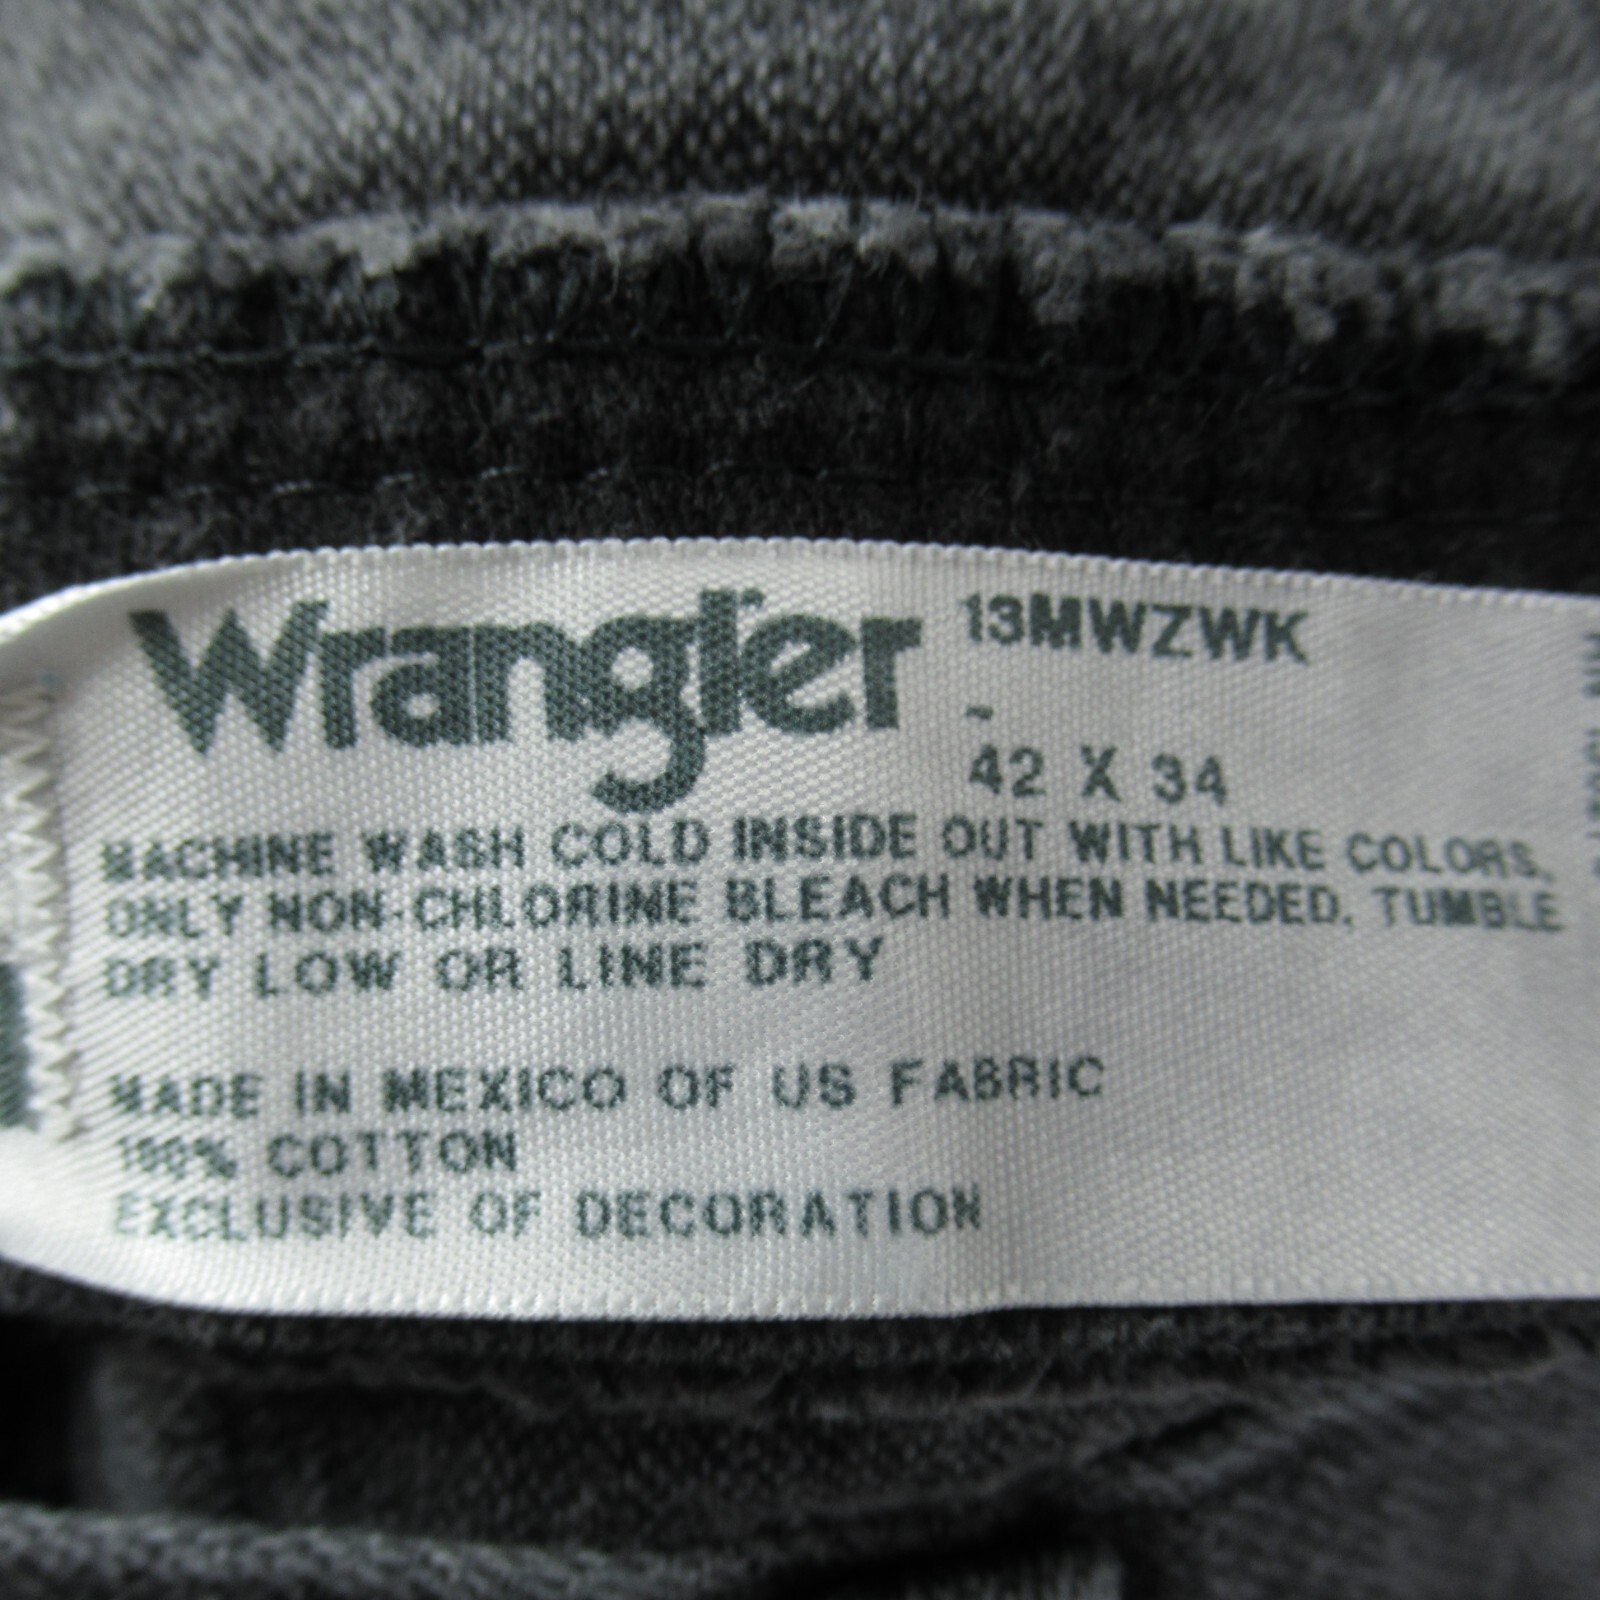 Wrangler 13MWZWK
-
42 X 34
MACHINE WASH COLD INSIDE OUT WITH LIKE COLORS.
ONLY NON-CHLORINE BLEACH WHEN NEEDED. TUMBLE
DRY LOW OR LINE DRY
MADE IN MEXICO OF US FABRIC
100% COTTON
EXCLUSIVE OF DECORATION